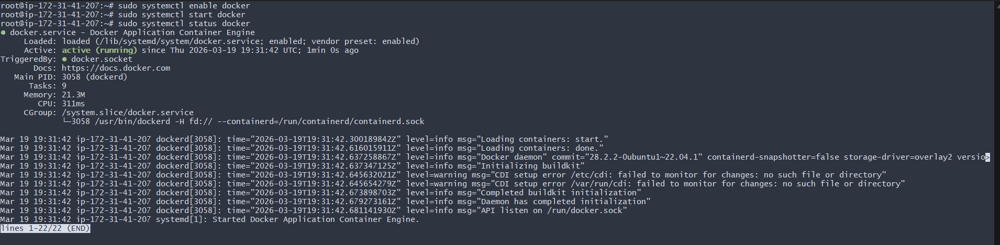 root@ip-172-31-41-207:~# sudo systemctl enable docker
root@ip-172-31-41-207:~# sudo systemctl start docker
root@ip-172-31-41-207:~# sudo systemctl status docker
● docker.service - Docker Application Container Engine
     Loaded: loaded (/lib/systemd/system/docker.service; enabled; vendor preset: enabled)
     Active: active (running) since Thu 2026-03-19 19:31:42 UTC; 1min 0s ago
TriggeredBy: ● docker.socket
       Docs: https://docs.docker.com
   Main PID: 3058 (dockerd)
      Tasks: 9
     Memory: 21.3M
        CPU: 311ms
     CGroup: /system.slice/docker.service
             └─3058 /usr/bin/dockerd -H fd:// --containerd=/run/containerd/containerd.sock
Mar 19 19:31:42 ip-172-31-41-207 dockerd[3058]: time="2026-03-19T19:31:42.300189842Z" level=info msg="Loading containers: start."
Mar 19 19:31:42 ip-172-31-41-207 dockerd[3058]: time="2026-03-19T19:31:42.616015911Z" level=info msg="Loading containers: done."
Mar 19 19:31:42 ip-172-31-41-207 dockerd[3058]: time="2026-03-19T19:31:42.637258867Z" level=info msg="Docker daemon" commit="28.2.2-0ubuntu1~22.04.1" containerd-snapshotter=false storage-driver=overlay2 versio>
Mar 19 19:31:42 ip-172-31-41-207 dockerd[3058]: time="2026-03-19T19:31:42.637347125Z" level=info msg="Initializing buildkit"
Mar 19 19:31:42 ip-172-31-41-207 dockerd[3058]: time="2026-03-19T19:31:42.645632021Z" level=warning msg="CDI setup error /etc/cdi: failed to monitor for changes: no such file or directory"
Mar 19 19:31:42 ip-172-31-41-207 dockerd[3058]: time="2026-03-19T19:31:42.645654279Z" level=warning msg="CDI setup error /var/run/cdi: failed to monitor for changes: no such file or directory"
Mar 19 19:31:42 ip-172-31-41-207 dockerd[3058]: time="2026-03-19T19:31:42.673898703Z" level=info msg="Completed buildkit initialization"
Mar 19 19:31:42 ip-172-31-41-207 dockerd[3058]: time="2026-03-19T19:31:42.679273161Z" level=info msg="Daemon has completed initialization"
Mar 19 19:31:42 ip-172-31-41-207 dockerd[3058]: time="2026-03-19T19:31:42.681141930Z" level=info msg="API listen on /run/docker.sock"
Mar 19 19:31:42 ip-172-31-41-207 systemd[1]: Started Docker Application Container Engine.
lines 1-22/22 (END)